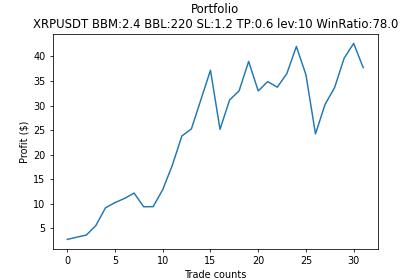 Portfolio
XRPUSDT BBM:2.4 BBL:220 SL:1.2 TP:0.6 lev:10 WinRatio:78.0
40
35
30
25
20
15
10
5
Profit ($)
0 5 10 15 20 25 30
Trade counts